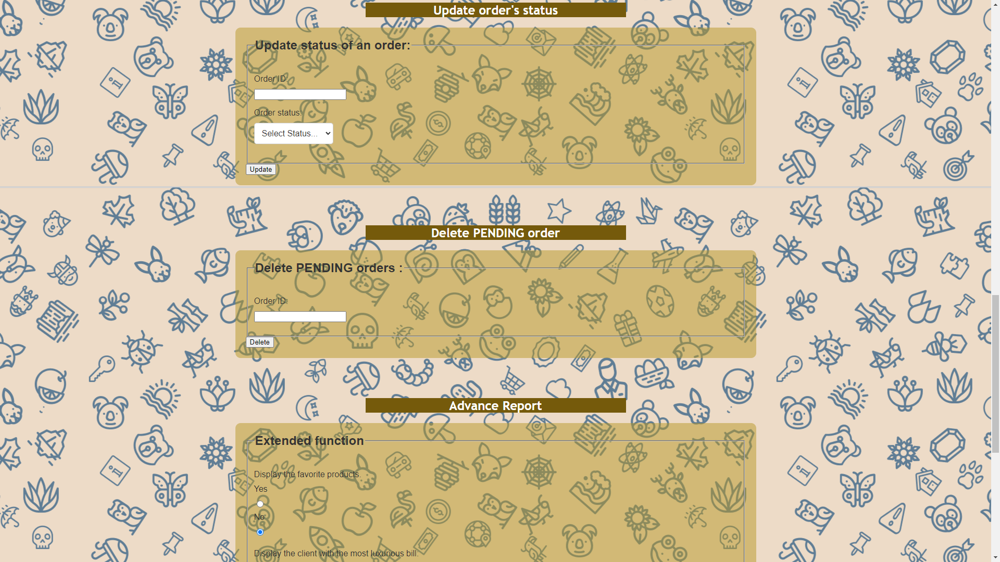 Update order's status
Update status of an order:
Order ID:
Order status:
Select Status...
Update
Delete PENDING order
Delete PENDING orders :
Order ID:
Delete
Advance Report
Extended function
Display the favorite products.
Yes
No
Display the client with the most luxurious bill: